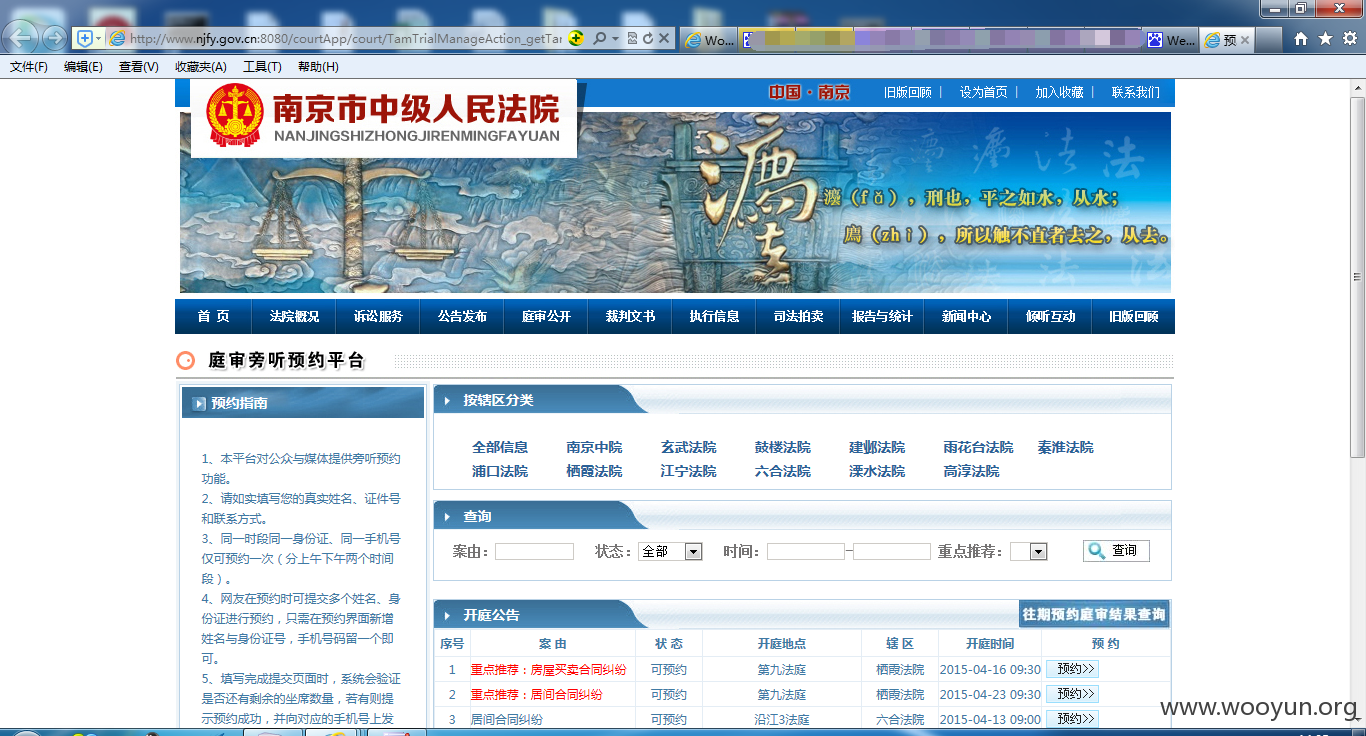 http://www.njfy.gov.cn:8080/courtApp/court/TamTrialManageAction_getTar
Wo...
We...
预
文件(F) 编辑(E) 查看(V) 收藏夹(A) 工具(T) 帮助(H)
南京市中级人民法院
NANJINGSHIZHONGJIRENMINGFAYUAN
中国·南京 旧版回顾 | 设为首页 | 加入收藏 | 联系我们
灋（fǎ），刑也，平之如水，从水；
廌（zhì），所以触不直者去之，从去。
首 页 法院概况 诉讼服务 公告发布 庭审公开 裁判文书 执行信息 司法拍卖 报告与统计 新闻中心 倾听互动 旧版回顾
庭审旁听预约平台
预约指南
1、本平台对公众与媒体提供旁听预约
功能。
2、请如实填写您的真实姓名、证件号
和联系方式。
3、同一时段同一身份证、同一手机号
仅可预约一次（分上午下午两个时间
段）。
4、网友在预约时可提交多个姓名、身
份证进行预约，只需在预约界面新增
姓名与身份证号，手机号码留一个即
可。
5、填写完成提交页面时，系统会验证
是否还有剩余的坐席数量，若有则提
示预约成功，并向对应的手机号上发
按辖区分类
全部信息 南京中院 玄武法院 鼓楼法院 建邺法院 雨花台法院 秦淮法院
浦口法院 栖霞法院 江宁法院 六合法院 溧水法院 高淳法院
查询
案由： 状态： 全部 时间： – 重点推荐： 查询
开庭公告 往期预约庭审结果查询
序号 案 由 状 态 开庭地点 辖 区 开庭时间 预 约
1 重点推荐：房屋买卖合同纠纷 可预约 第九法庭 栖霞法院 2015-04-16 09:30 预约>>
2 重点推荐：居间合同纠纷 可预约 第九法庭 栖霞法院 2015-04-23 09:30 预约>>
3 居间合同纠纷 可预约 沿江3法庭 六合法院 2015-04-13 09:00 预约>>
www.wooyun.org